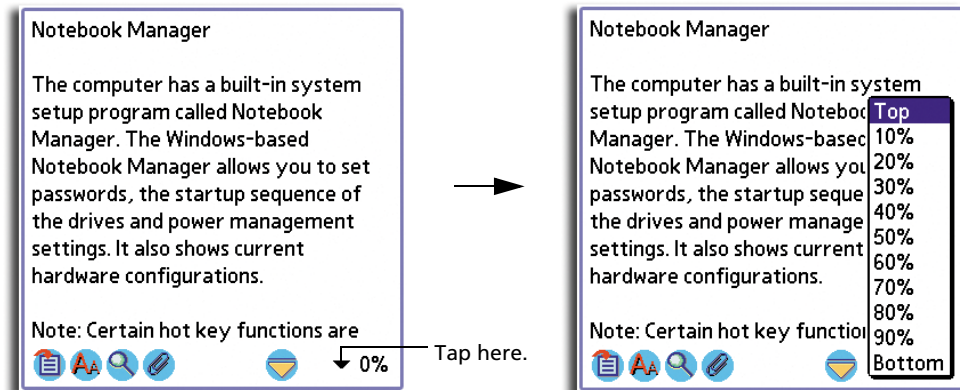 Notebook Manager
The computer has a built-in system
setup program called Notebook
Manager. The Windows-based
Notebook Manager allows you to set
passwords, the startup sequence of
the drives and power management
settings. It also shows current
hardware configurations.
Note: Certain hot key functions are
AA
0%
Tap here.
Notebook Manager
The computer has a built-in system
setup program called Noteboo
Manager. The Windows-based
Notebook Manager allows you
passwords, the startup seque
the drives and power manage
settings. It also shows current
hardware configurations.
Note: Certain hot key function
AA
Top
10%
20%
30%
40%
50%
60%
70%
80%
90%
Bottom